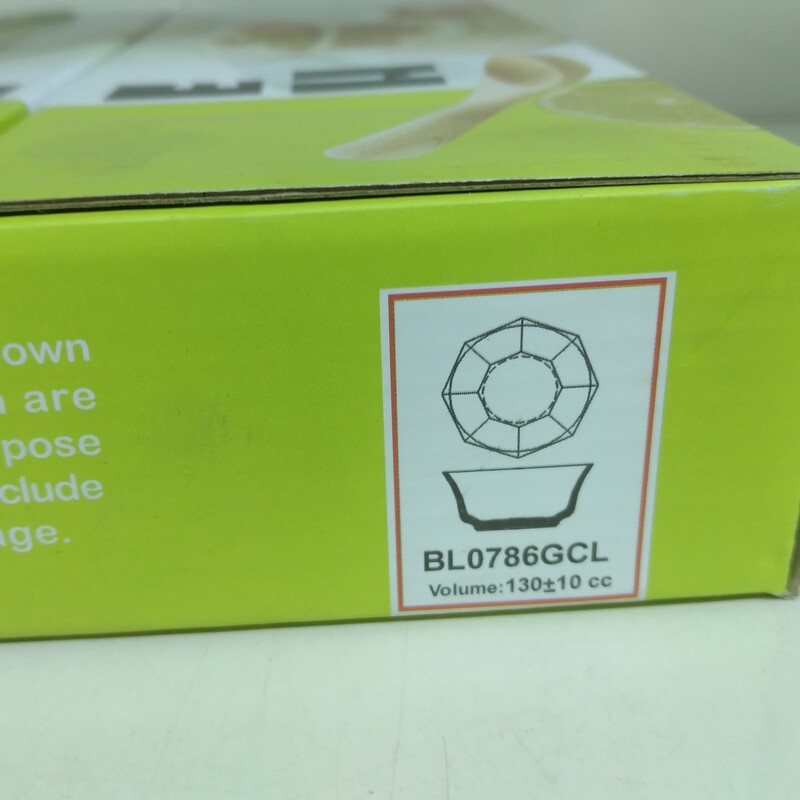 own
are
pose
clude
age.
BL0786GCL
Volume:130±10 cc